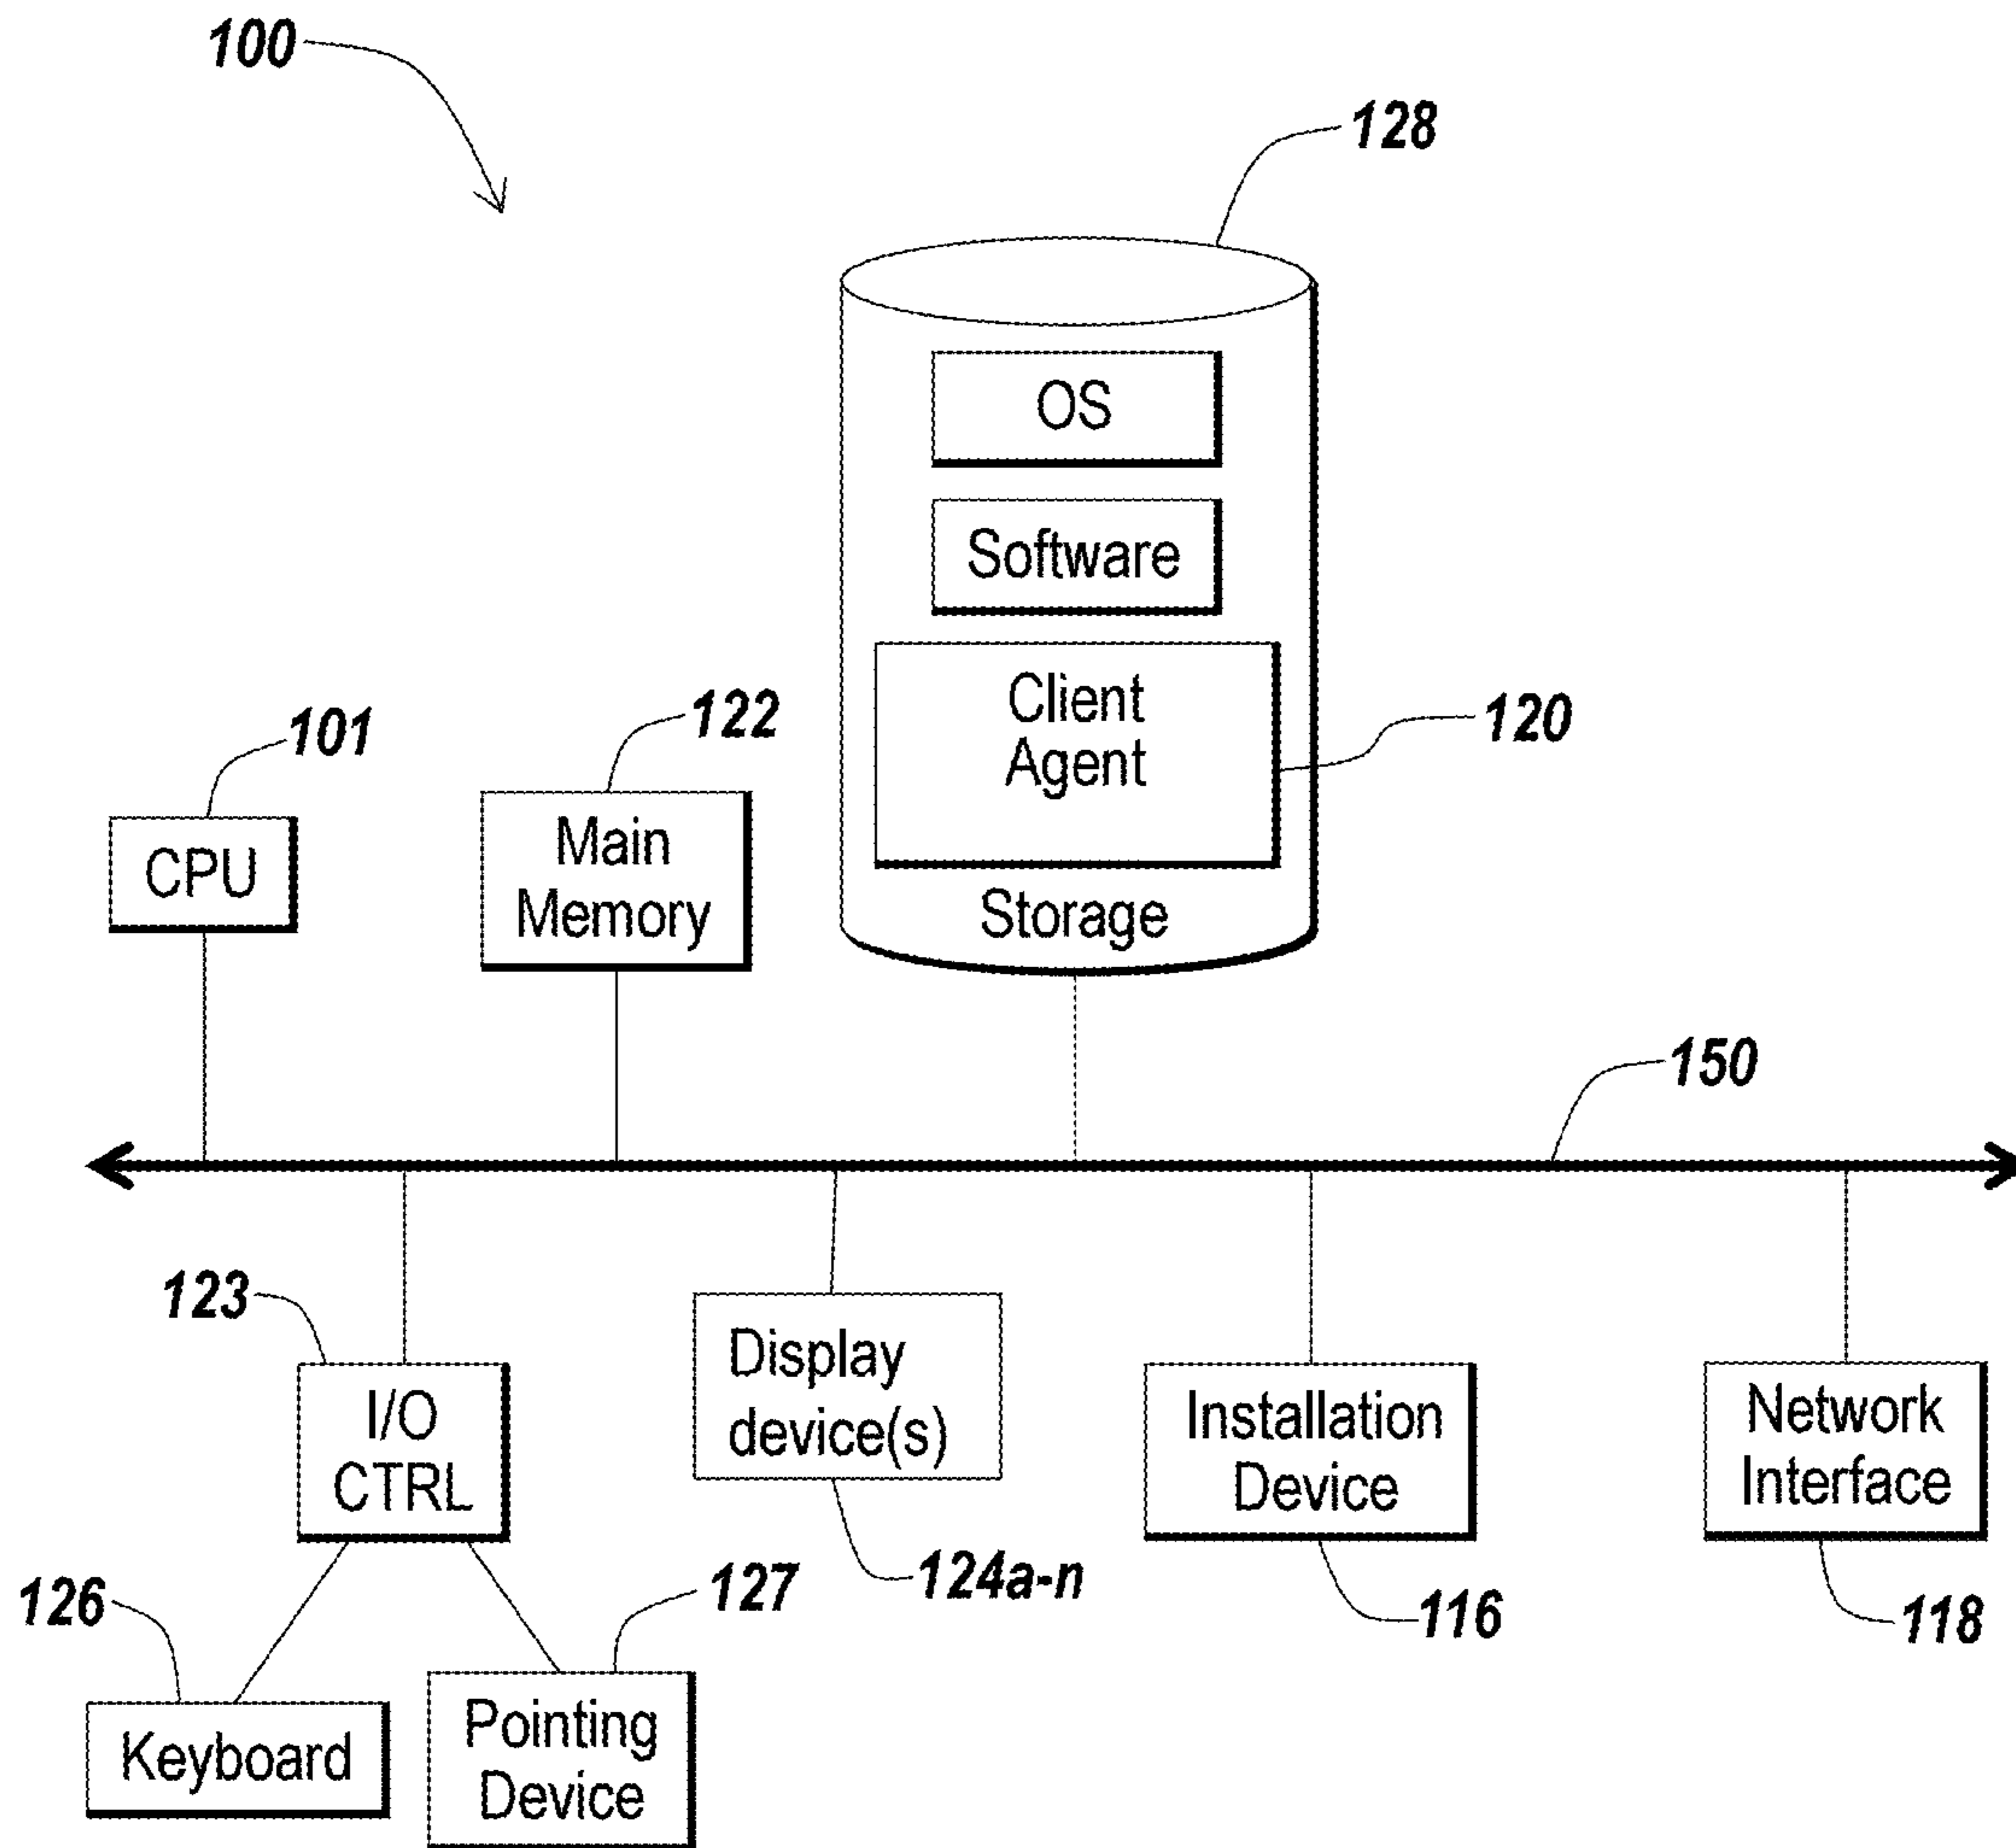 100
128
OS
Software
Client
Agent
120
Storage
101
CPU
122
Main
Memory
150
123
I/O
CTRL
Display
device(s)
124a-n
Installation
Device
116
Network
Interface
118
126
Keyboard
127
Pointing
Device